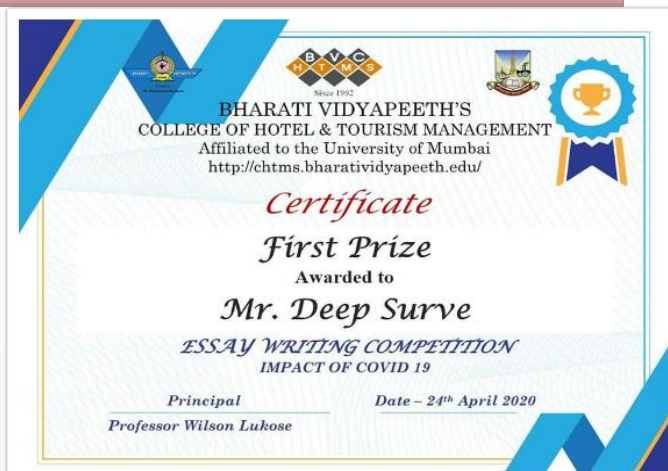 B V C
H T M S
Since 1992
BHARATI VIDYAPEETH'S
COLLEGE OF HOTEL & TOURISM MANAGEMENT
Affiliated to the University of Mumbai
http://chtms.bharatividyapeeth.edu/
Certificate
First Prize
Awarded to
Mr. Deep Surve
ESSAY WRITING COMPETITION
IMPACT OF COVID 19
Principal
Date – 24th April 2020
Professor Wilson Lukose